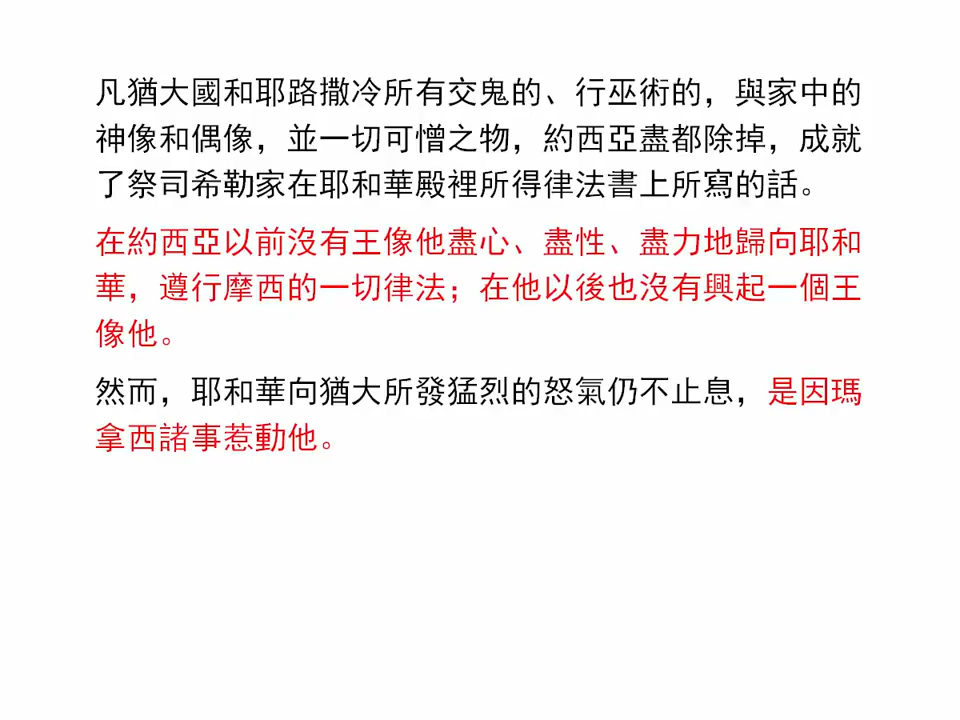 凡猶大國和耶路撒冷所有交鬼的、行巫術的，與家中的
神像和偶像，並一切可憎之物，約西亞盡都除掉，成就
了祭司希勒家在耶和華殿裡所得律法書上所寫的話。
在約西亞以前沒有王像他盡心、盡性、盡力地歸向耶和
華，遵行摩西的一切律法；在他以後也沒有興起一個王
像他。
然而，耶和華向猶大所發猛烈的怒氣仍不止息，是因瑪
拿西諸事惹動他。